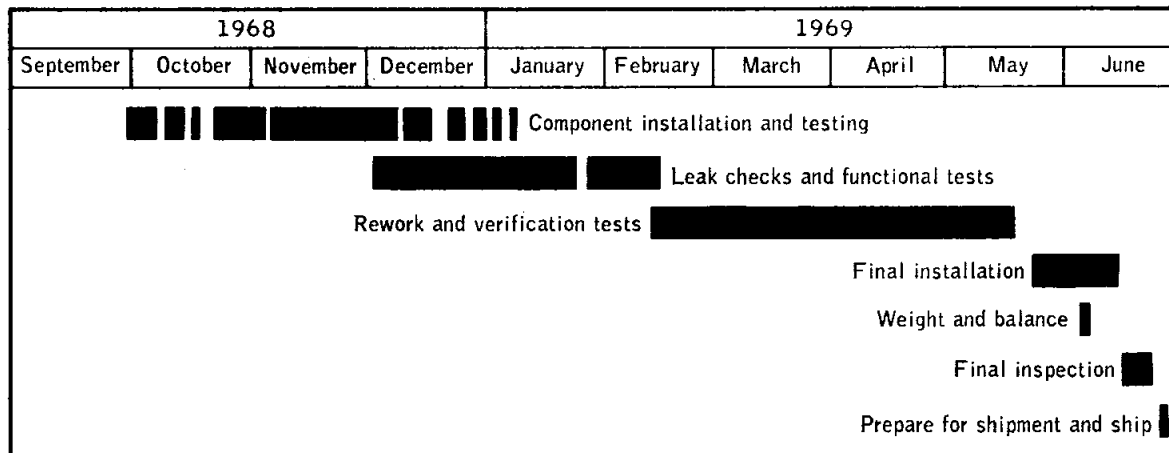 1968 1969
September October November December January February March April May June
Component installation and testing
Leak checks and functional tests
Rework and verification tests
Final installation
Weight and balance
Final inspection
Prepare for shipment and ship